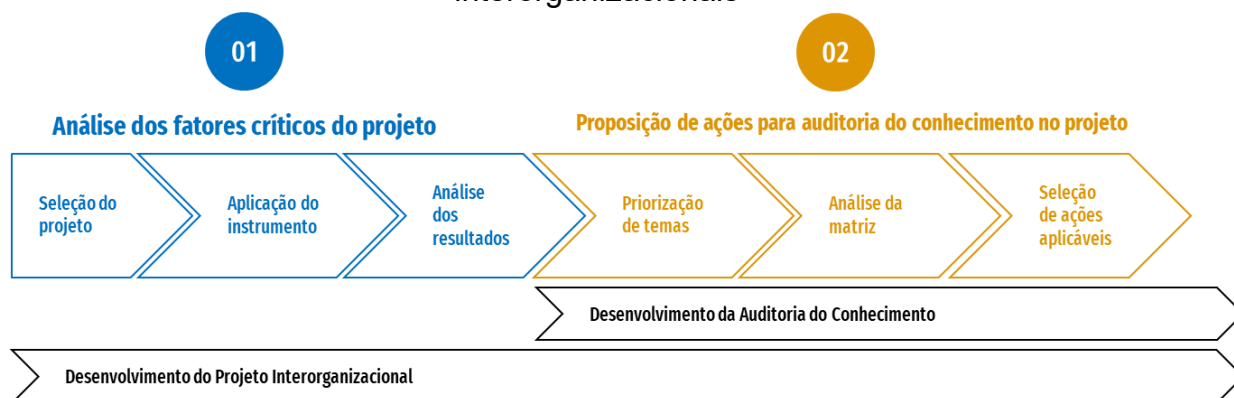 01
02
Análise dos fatores críticos do projeto
Proposição de ações para auditoria do conhecimento no projeto
Seleção do
projeto
Aplicação do
instrumento
Análise
dos
resultados
Priorização
de temas
Análise da
matriz
Seleção
de ações
aplicáveis
Desenvolvimento da Auditoria do Conhecimento
Desenvolvimento do Projeto Interorganizacional